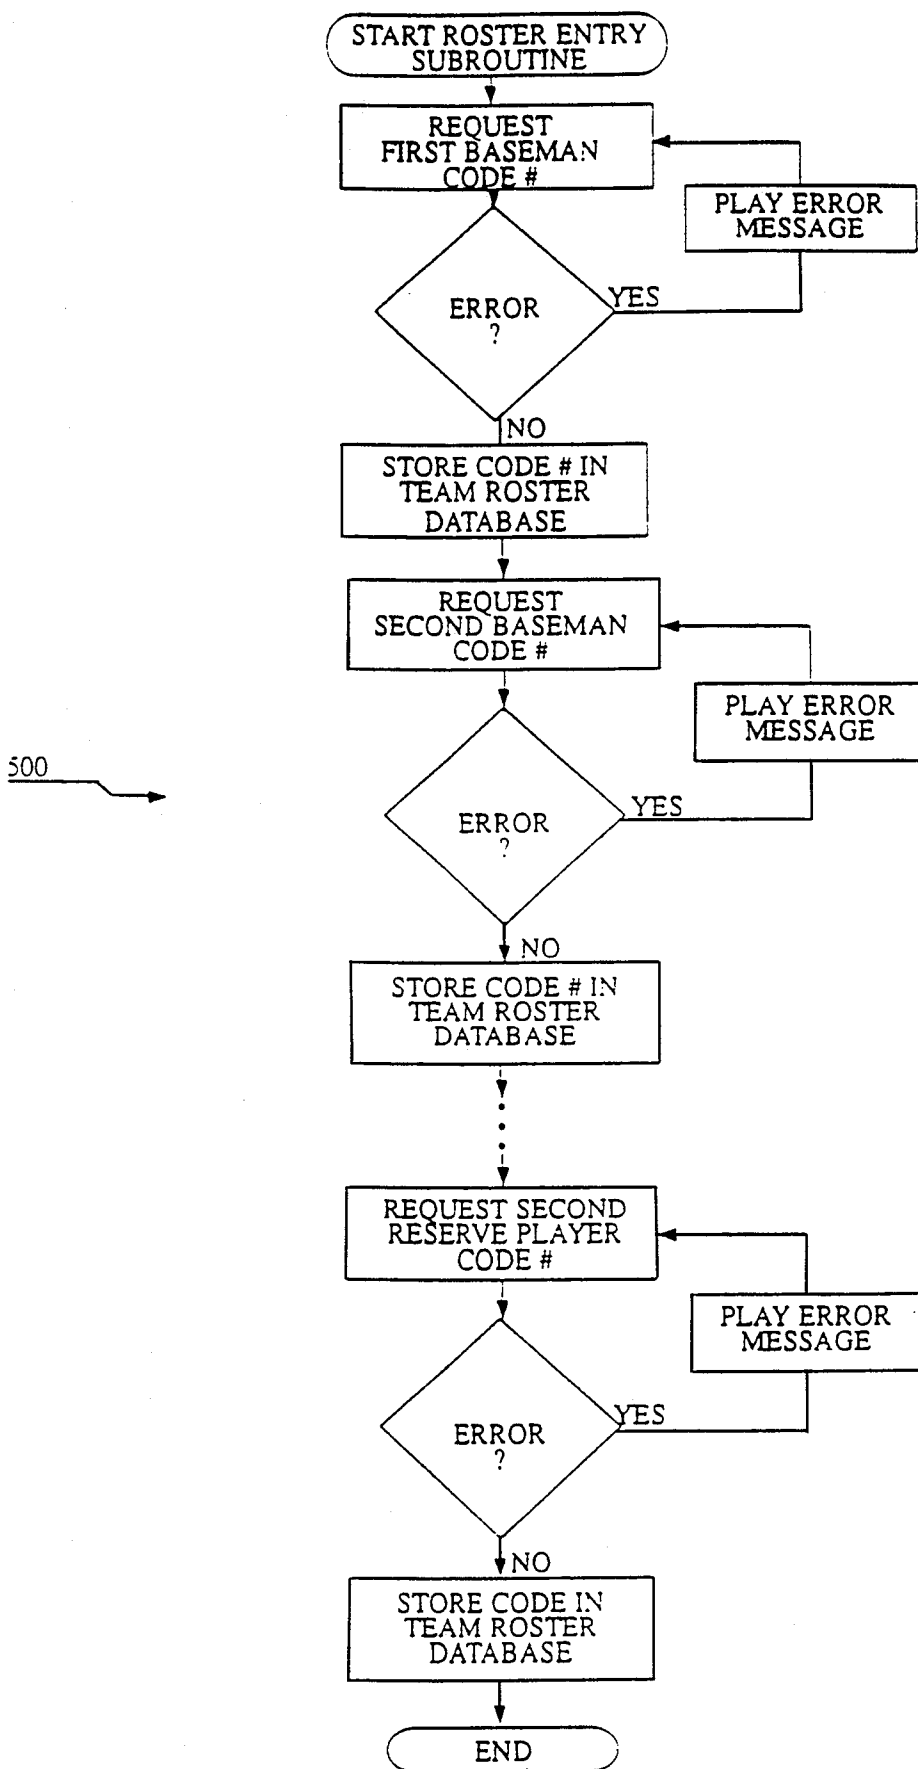 START ROSTER ENTRY
SUBROUTINE
REQUEST
FIRST BASEMAN
CODE #
PLAY ERROR
MESSAGE
ERROR
?
YES
NO
STORE CODE # IN
TEAM ROSTER
DATABASE
REQUEST
SECOND BASEMAN
CODE #
PLAY ERROR
MESSAGE
500
ERROR
?
YES
NO
STORE CODE # IN
TEAM ROSTER
DATABASE
REQUEST SECOND
RESERVE PLAYER
CODE #
PLAY ERROR
MESSAGE
ERROR
?
YES
NO
STORE CODE IN
TEAM ROSTER
DATABASE
END